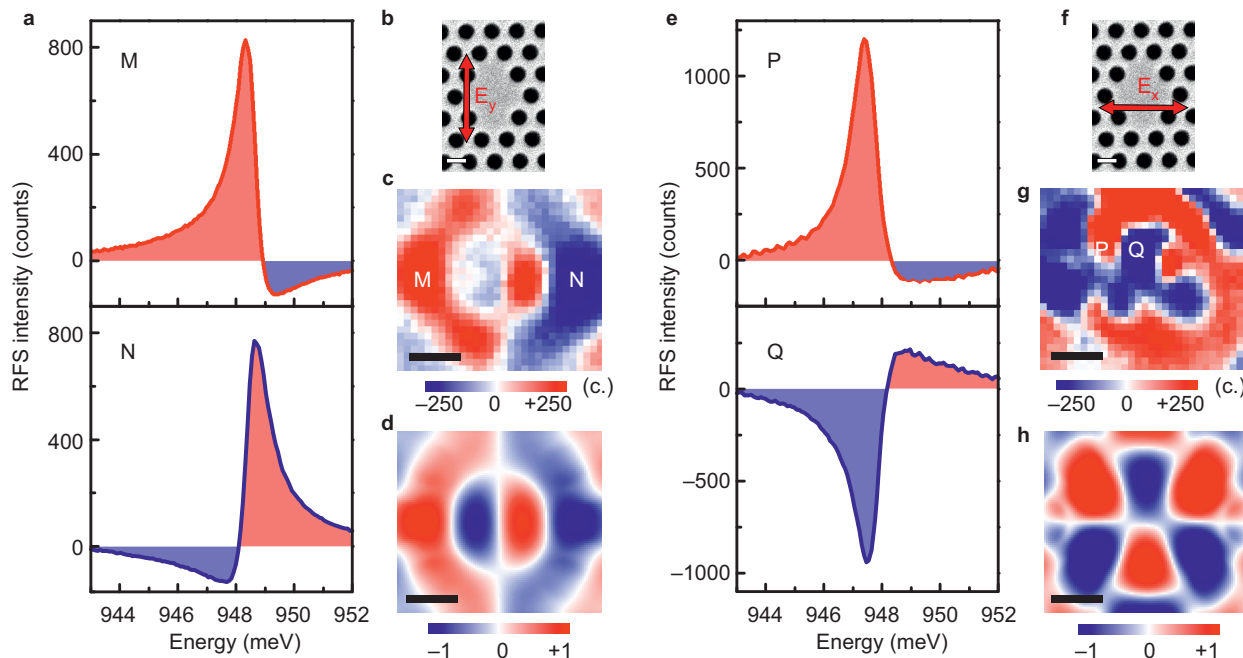 a
RFS intensity (counts)
800
400
0
M
800
400
0
N
944 946 948 950 952
Energy (meV)
b
E_y
c
M N
−250 0 +250 (c.)
d
−1 0 +1
e
RFS intensity (counts)
1000
500
0
P
0
−500
−1000
Q
944 946 948 950 952
Energy (meV)
f
E_x
g
P Q
−250 0 +250 (c.)
h
−1 0 +1